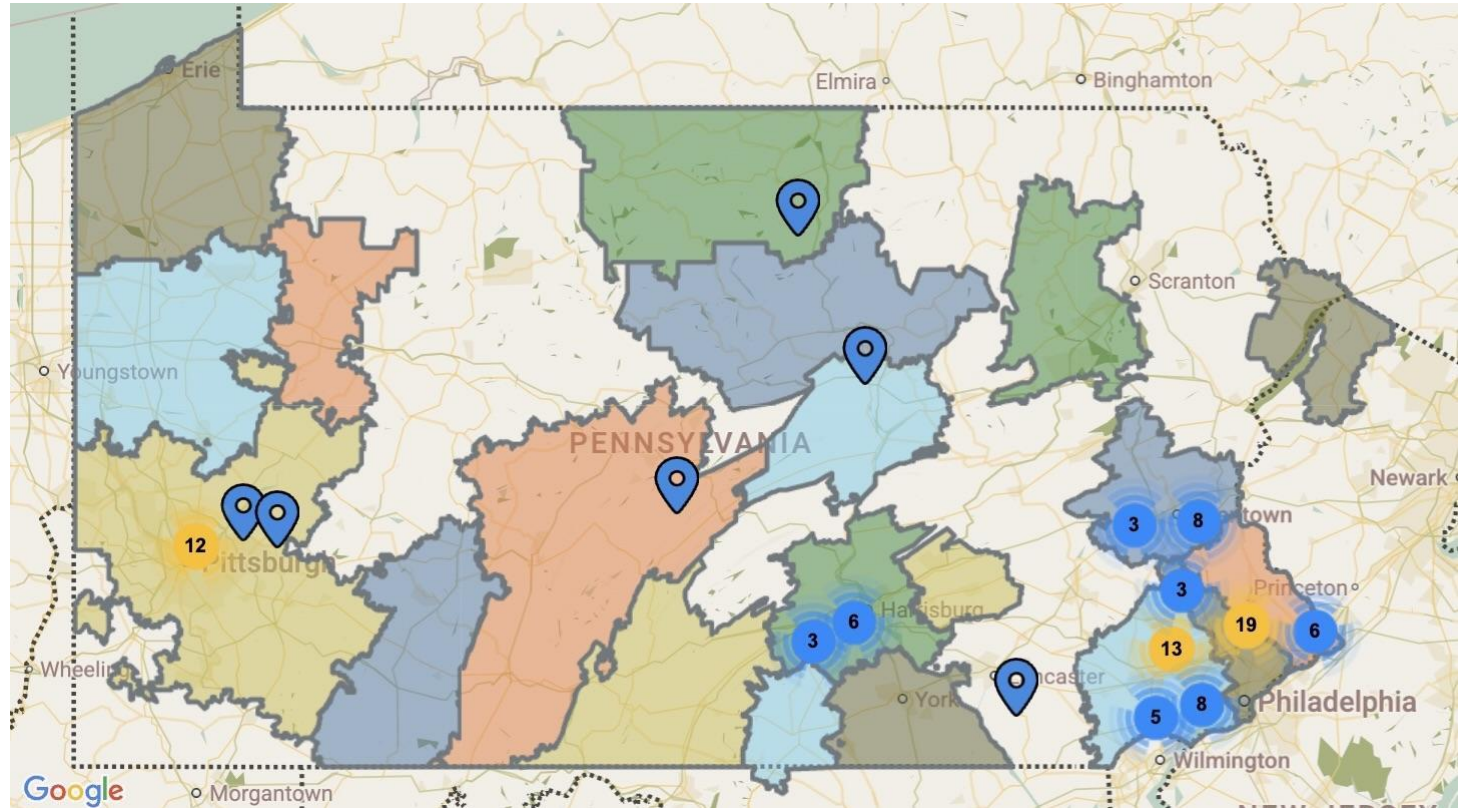 Erie
Elmira
Binghamton
Scranton
Youngstown
PENNSYLVANIA
Newark
12
Pittsburgh
3
8
town
3
Princeton
Harrisburg
6
3
19
6
13
Wheeling
Lancaster
York
5
8
Philadelphia
Wilmington
Google
Morgantown